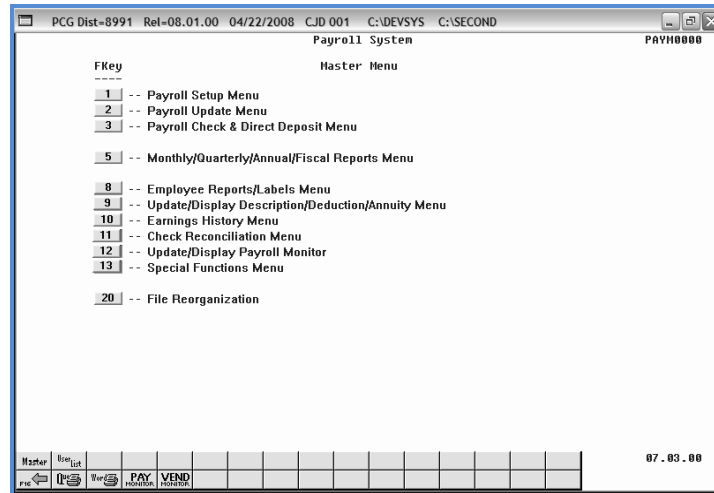 PCG Dist=8991 Rel=08.01.00 04/22/2008 CJD 001 C:\DEVSYS C:\SECOND
Payroll System PAYM0000
FKey Master Menu
----
1 -- Payroll Setup Menu
2 -- Payroll Update Menu
3 -- Payroll Check & Direct Deposit Menu
5 -- Monthly/Quarterly/Annual/Fiscal Reports Menu
8 -- Employee Reports/Labels Menu
9 -- Update/Display Description/Deduction/Annuity Menu
10 -- Earnings History Menu
11 -- Check Reconciliation Menu
12 -- Update/Display Payroll Monitor
13 -- Special Functions Menu
20 -- File Reorganization
Master User List 07.03.00
F16 Que Wor PAY MONITOR VEND MONITOR